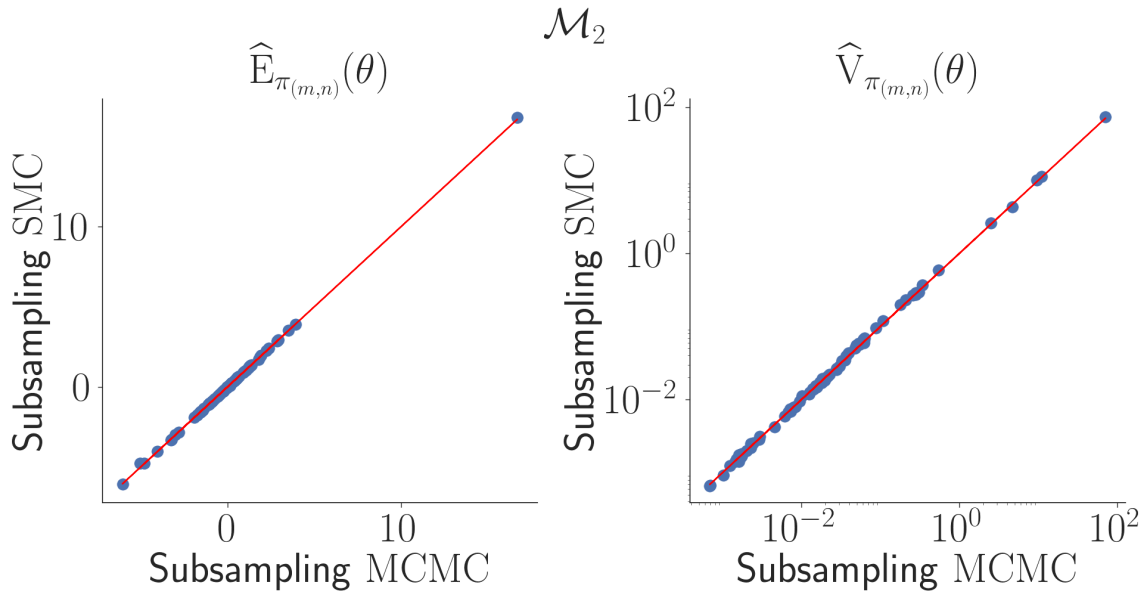 ℳ₂
Ê_{π_{(m,n)}}(θ)
Subsampling SMC
10
0
0
10
Subsampling MCMC
V̂_{π_{(m,n)}}(θ)
Subsampling SMC
10²
10⁰
10⁻²
10⁻²
10⁰
10²
Subsampling MCMC